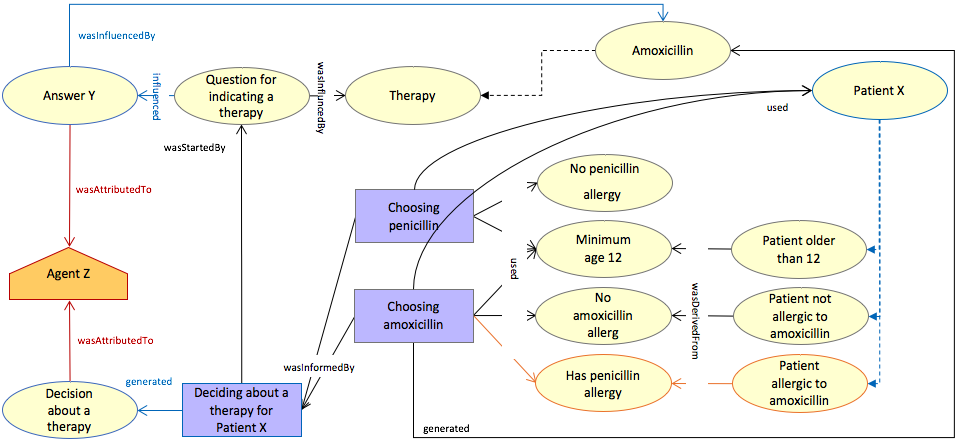 wasInfluencedBy
Amoxicillin
Answer Y
influenced
Question for
indicating a
therapy
wasInfluncedBy
Therapy
Patient X
used
wasStartedBy
wasAttributedTo
No penicillin
allergy
Choosing
penicillin
Minimum
age 12
Patient older
than 12
used
Agent Z
Choosing
amoxicillin
No
amoxicillin
allerg
wasDerivedFrom
Patient not
allergic to
amoxicillin
wasAttributedTo
wasInformedBy
Has penicillin
allergy
Patient
allergic to
amoxicillin
generated
Decision
about a
therapy
Deciding about a
therapy for
Patient X
generated